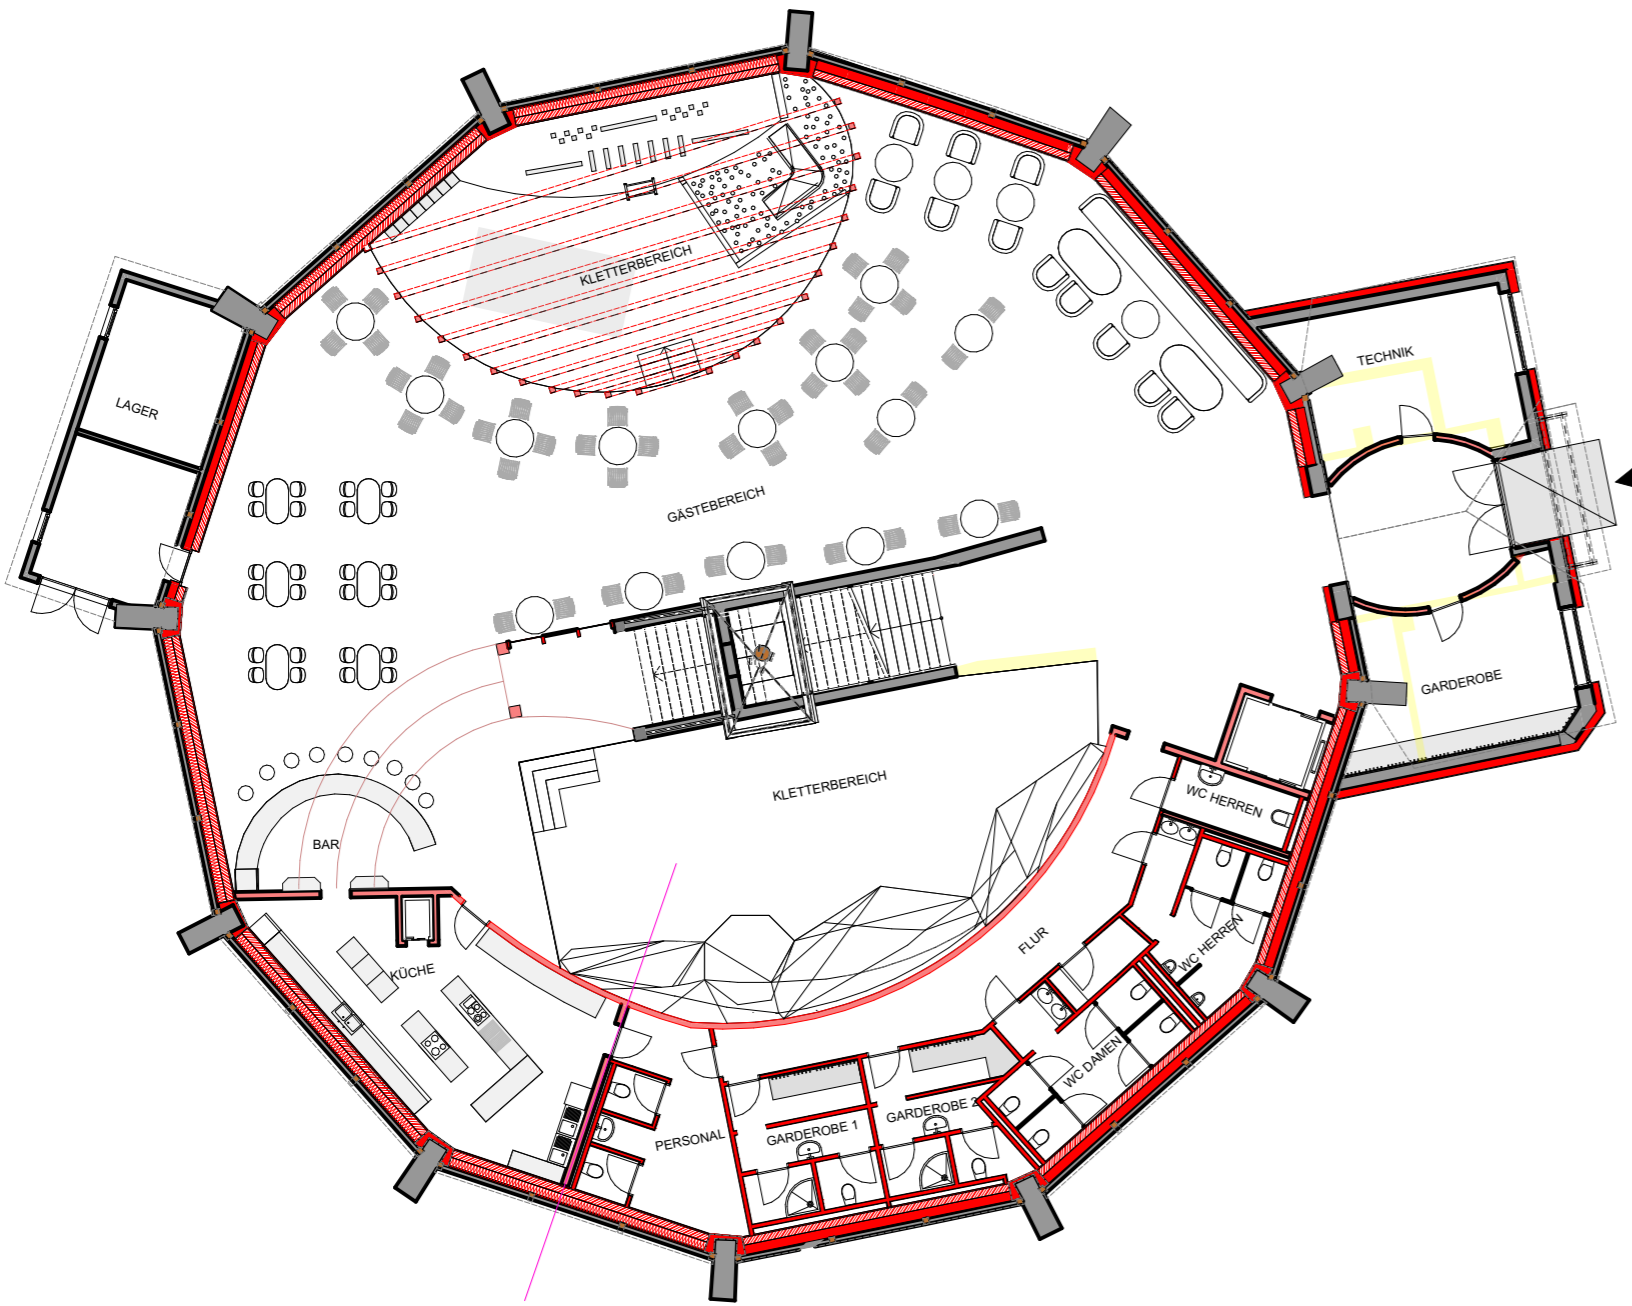 KLETTERBEREICH
TECHNIK
LAGER
GÄSTEBEREICH
GARDEROBE
KLETTERBEREICH
WC HERREN
BAR
FLUR
WC HERREN
KÜCHE
WC DAMEN
GARDEROBE 2
PERSONAL
GARDEROBE 1